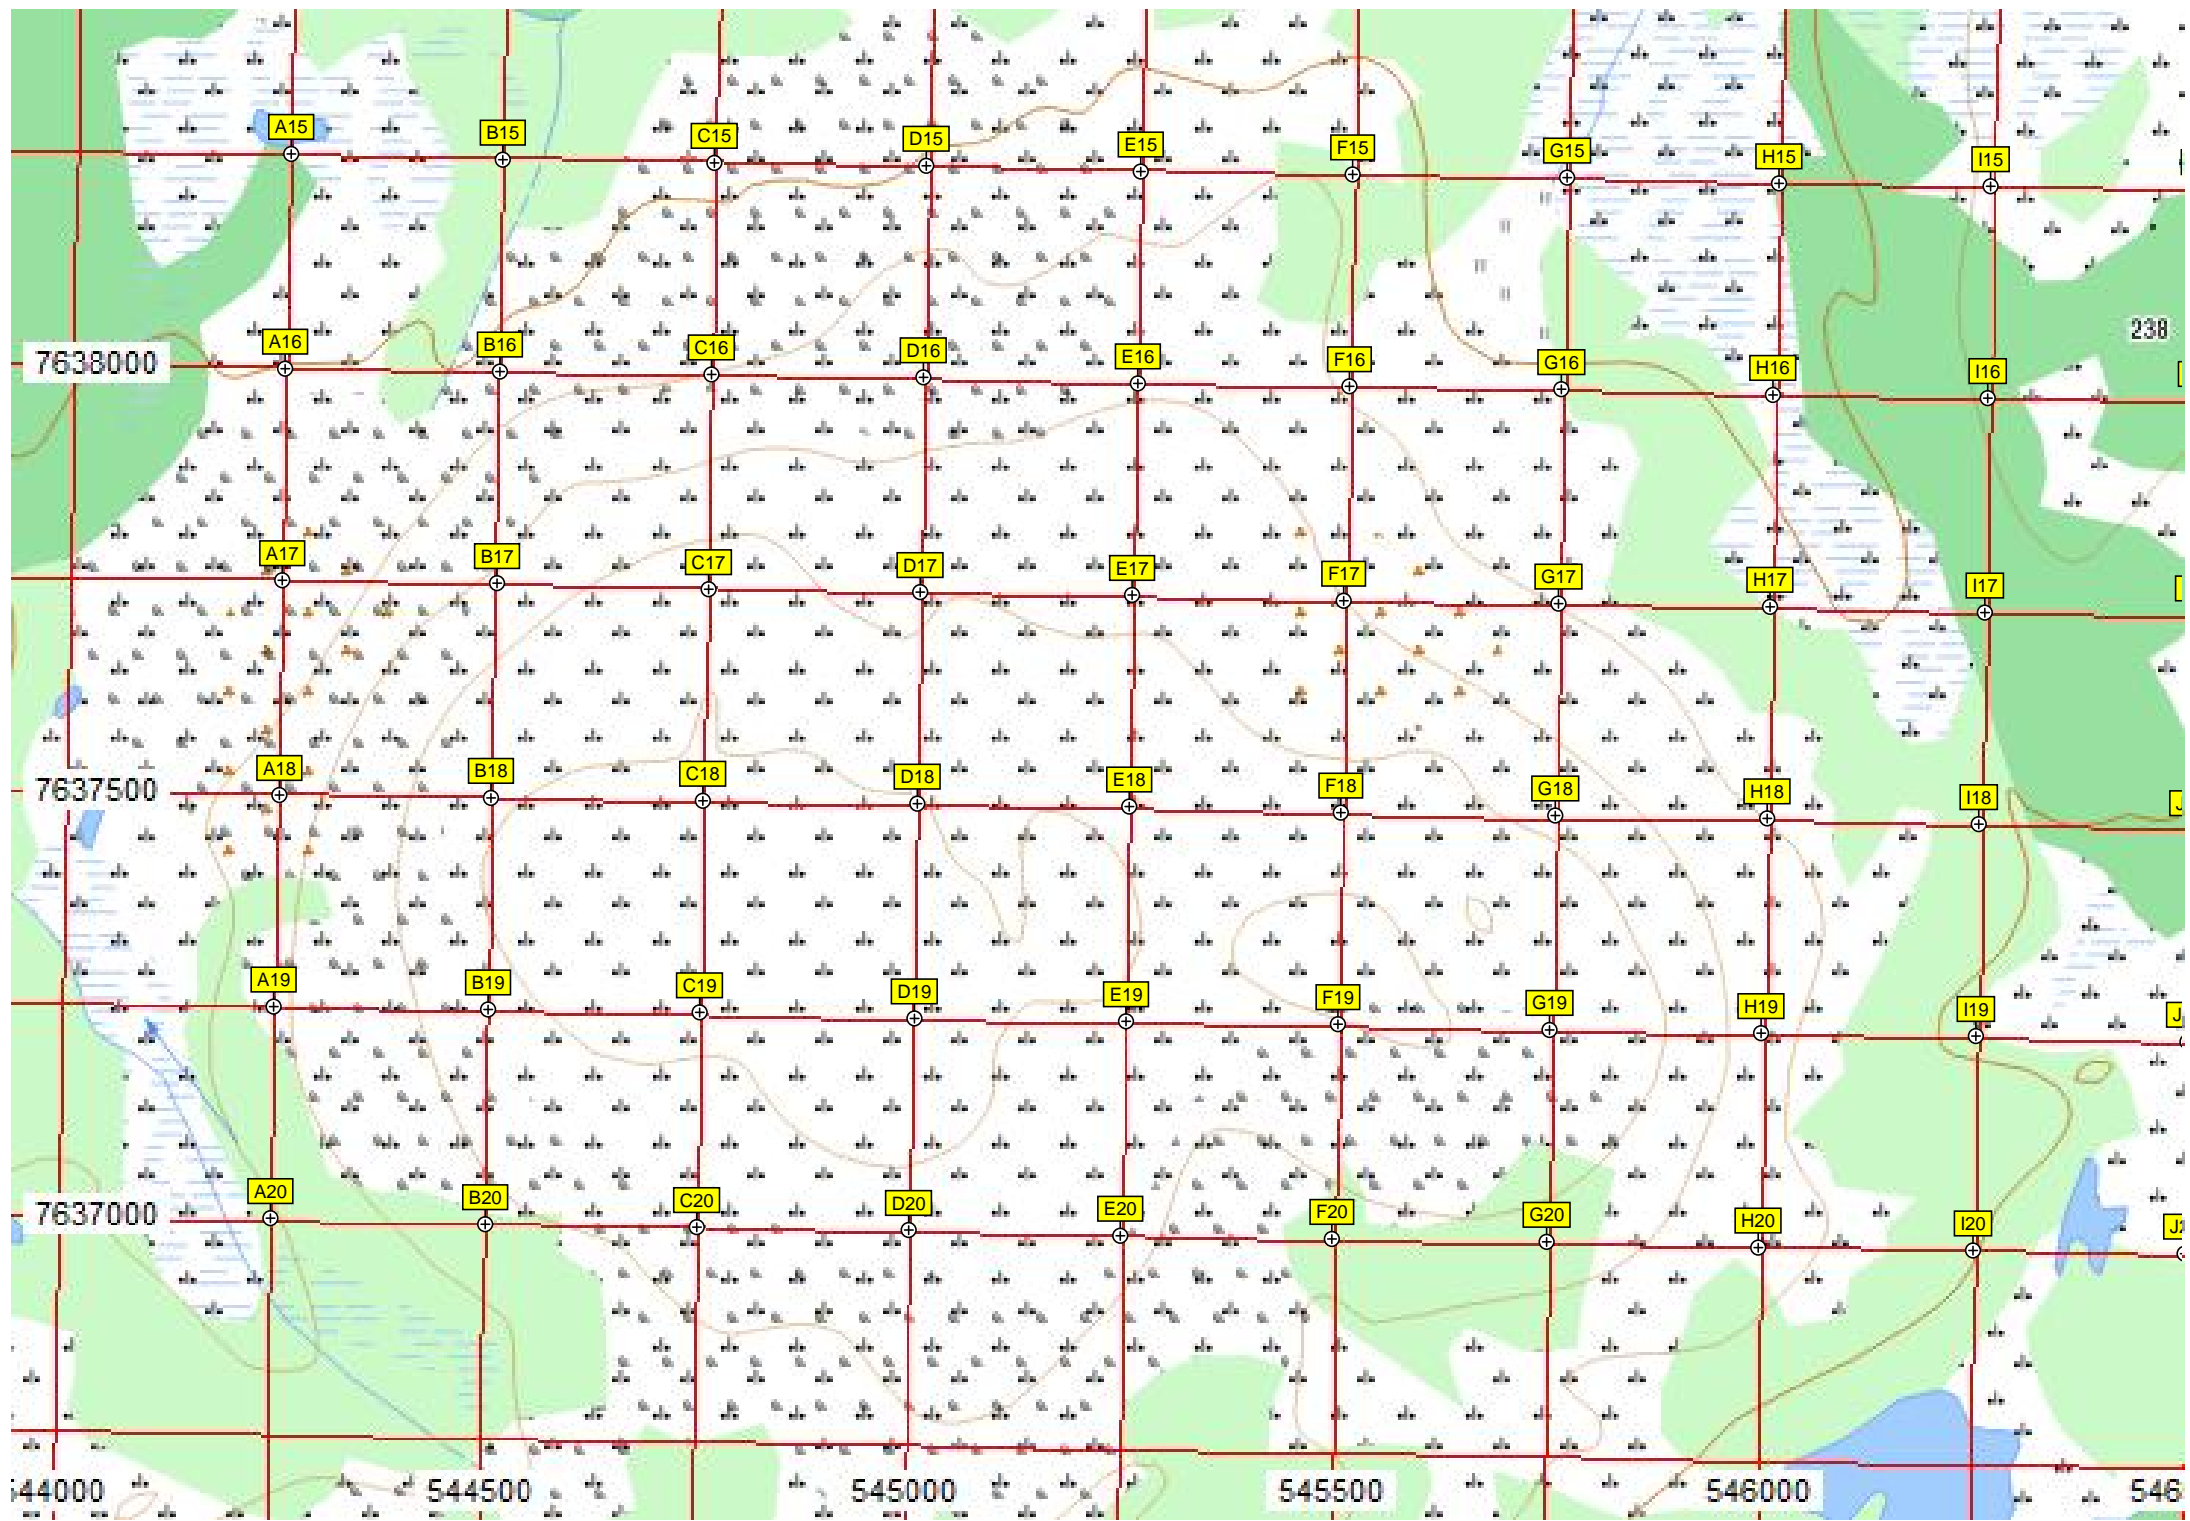 A15 B15 C15 D15 E15 F15 G15 H15 I15
238
7638000 A16 B16 C16 D16 E16 F16 G16 H16 I16
A17 B17 C17 D17 E17 F17 G17 H17 I17
7637500 A18 B18 C18 D18 E18 F18 G18 H18 I18
A19 B19 C19 D19 E19 F19 G19 H19 I19 J
7637000 A20 B20 C20 D20 E20 F20 G20 H20 I20 J2
544000 544500 545000 545500 546000 546